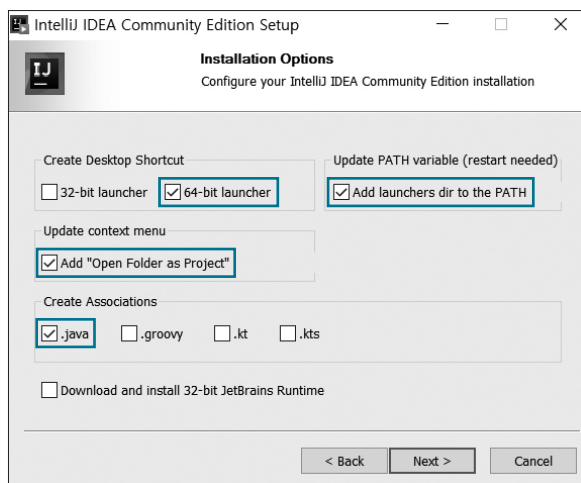 IntelliJ IDEA Community Edition Setup
IJ
Installation Options
Configure your IntelliJ IDEA Community Edition installation
Create Desktop Shortcut
32-bit launcher
64-bit launcher
Update PATH variable (restart needed)
Add launchers dir to the PATH
Update context menu
Add "Open Folder as Project"
Create Associations
.java .groovy .kt .kts
Download and install 32-bit JetBrains Runtime
< Back Next > Cancel